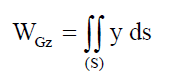 W_Gz = ∬ y ds
(S)